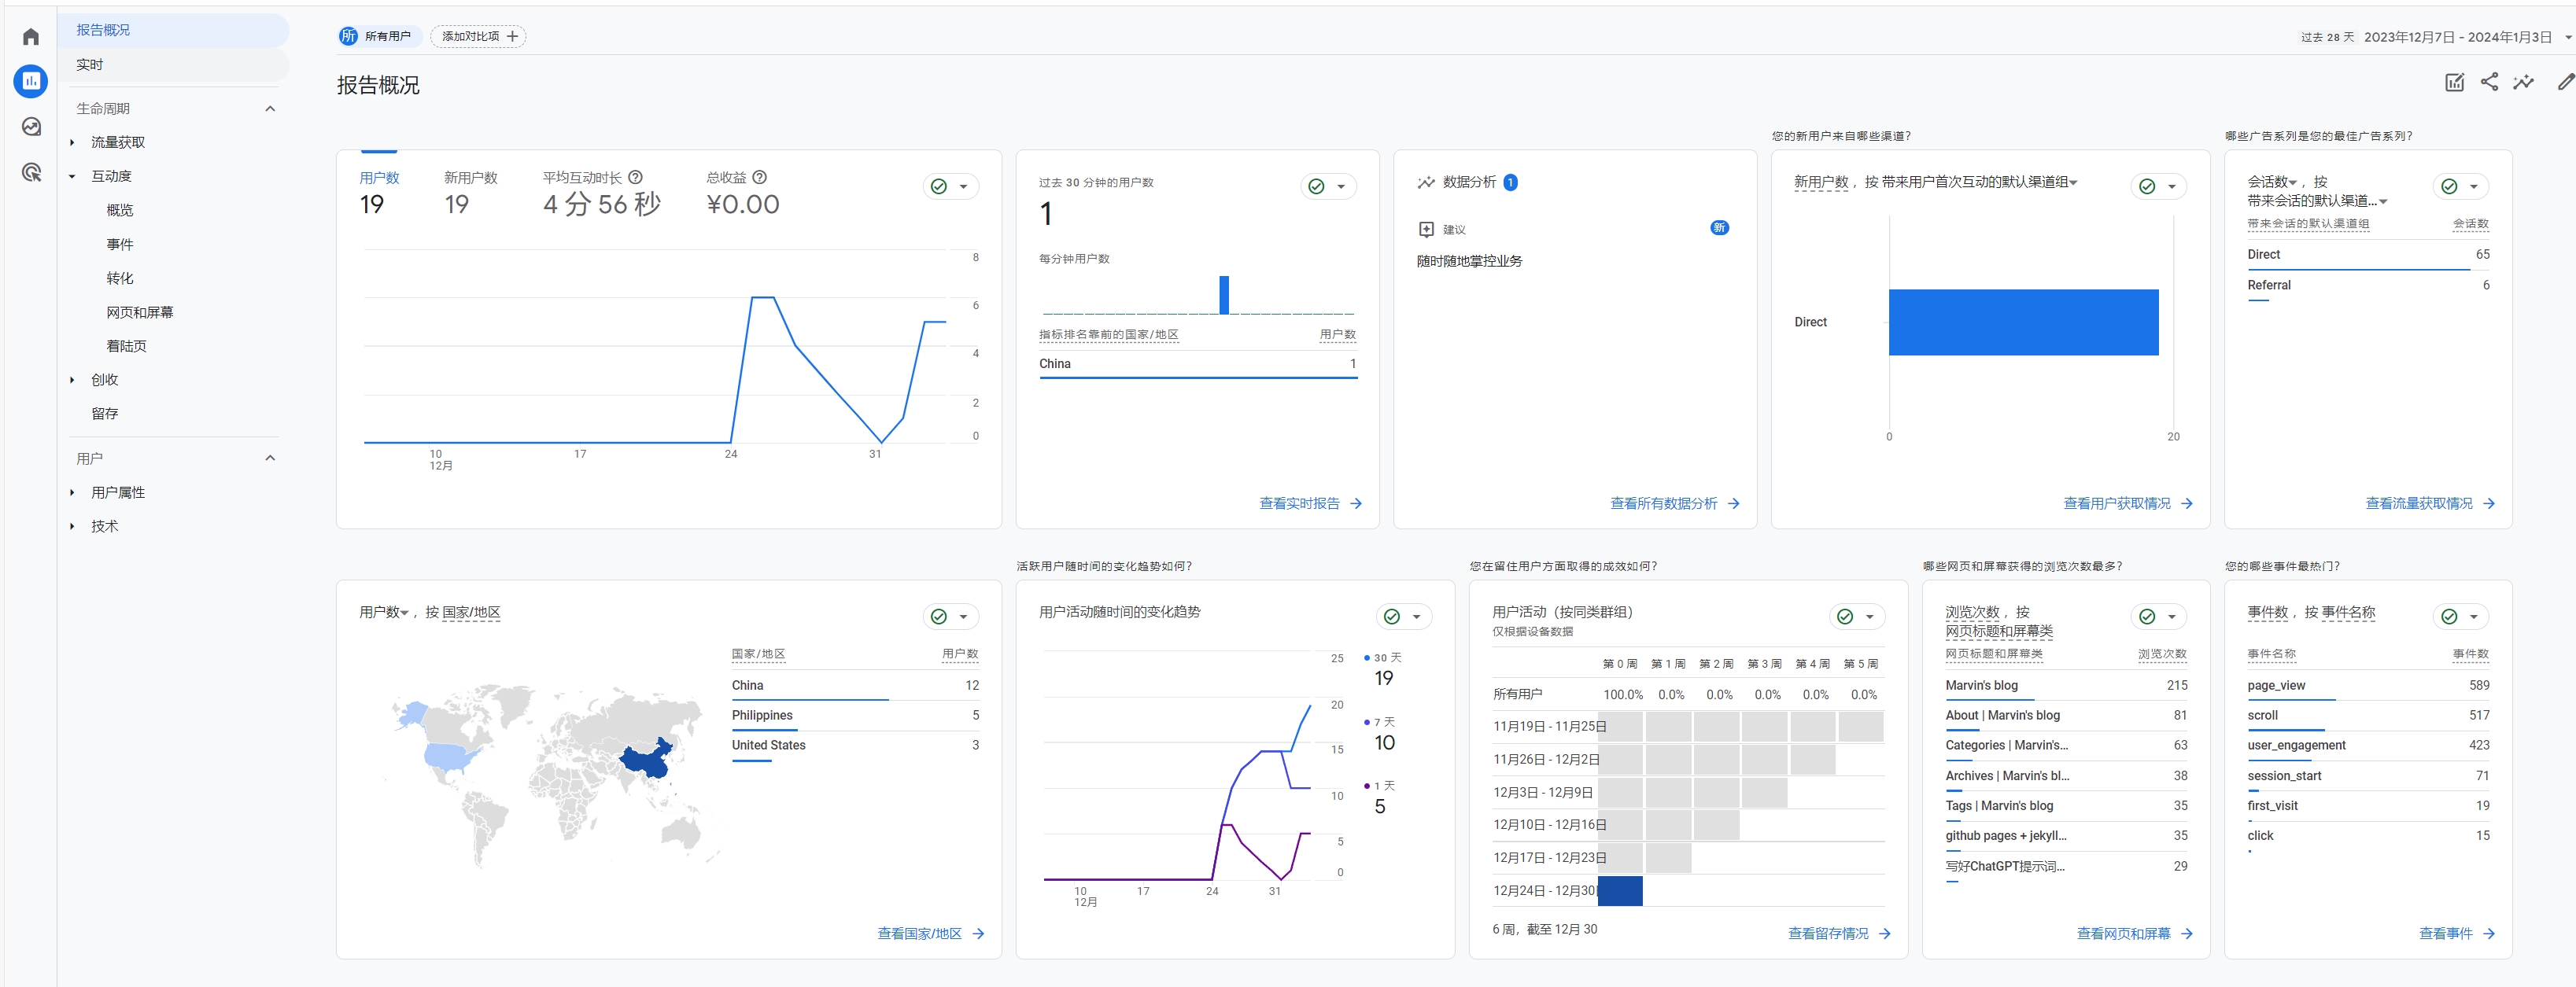 报告概况
实时
生命周期
流量获取
互动度
概览
事件
转化
网页和屏幕
着陆页
创收
留存
用户
用户属性
技术
所 所有用户 添加对比项
过去 28 天 2023年12月7日 - 2024年1月3日
报告概况
用户数 新用户数 平均互动时长 总收益
19 19 4 分 56 秒 ¥0.00
8
6
4
2
0
10 17 24 31
12月
过去 30 分钟的用户数
1
每分钟用户数
指标排名靠前的国家/地区 用户数
China 1
查看实时报告
数据分析 1
建议 新
随时随地掌控业务
查看所有数据分析
您的新用户来自哪些渠道?
新用户数，按 带来用户首次互动的默认渠道组
Direct
0 20
查看用户获取情况
哪些广告系列是您的最佳广告系列?
会话数，按
带来会话的默认渠道...
带来会话的默认渠道组 会话数
Direct 65
Referral 6
查看流量获取情况
用户数，按 国家/地区
国家/地区 用户数
China 12
Philippines 5
United States 3
查看国家/地区
活跃用户随时间的变化趋势如何?
用户活动随时间的变化趋势
25
20
15
10
5
0
10 17 24 31
12月
30 天
19
7 天
10
1 天
5
您在留住用户方面取得的成效如何?
用户活动（按同类群组）
仅根据设备数据
第 0 周 第 1 周 第 2 周 第 3 周 第 4 周 第 5 周
所有用户 100.0% 0.0% 0.0% 0.0% 0.0% 0.0%
11月19日 - 11月25日
11月26日 - 12月2日
12月3日 - 12月9日
12月10日 - 12月16日
12月17日 - 12月23日
12月24日 - 12月30日
6 周，截至 12月 30
查看留存情况
哪些网页和屏幕获得的浏览次数最多?
浏览次数，按
网页标题和屏幕类
网页标题和屏幕类 浏览次数
Marvin's blog 215
About | Marvin's blog 81
Categories | Marvin's... 63
Archives | Marvin's bl... 38
Tags | Marvin's blog 35
github pages + jekyll... 35
写好ChatGPT提示词... 29
查看网页和屏幕
您的哪些事件最热门?
事件数，按 事件名称
事件名称 事件数
page_view 589
scroll 517
user_engagement 423
session_start 71
first_visit 19
click 15
查看事件